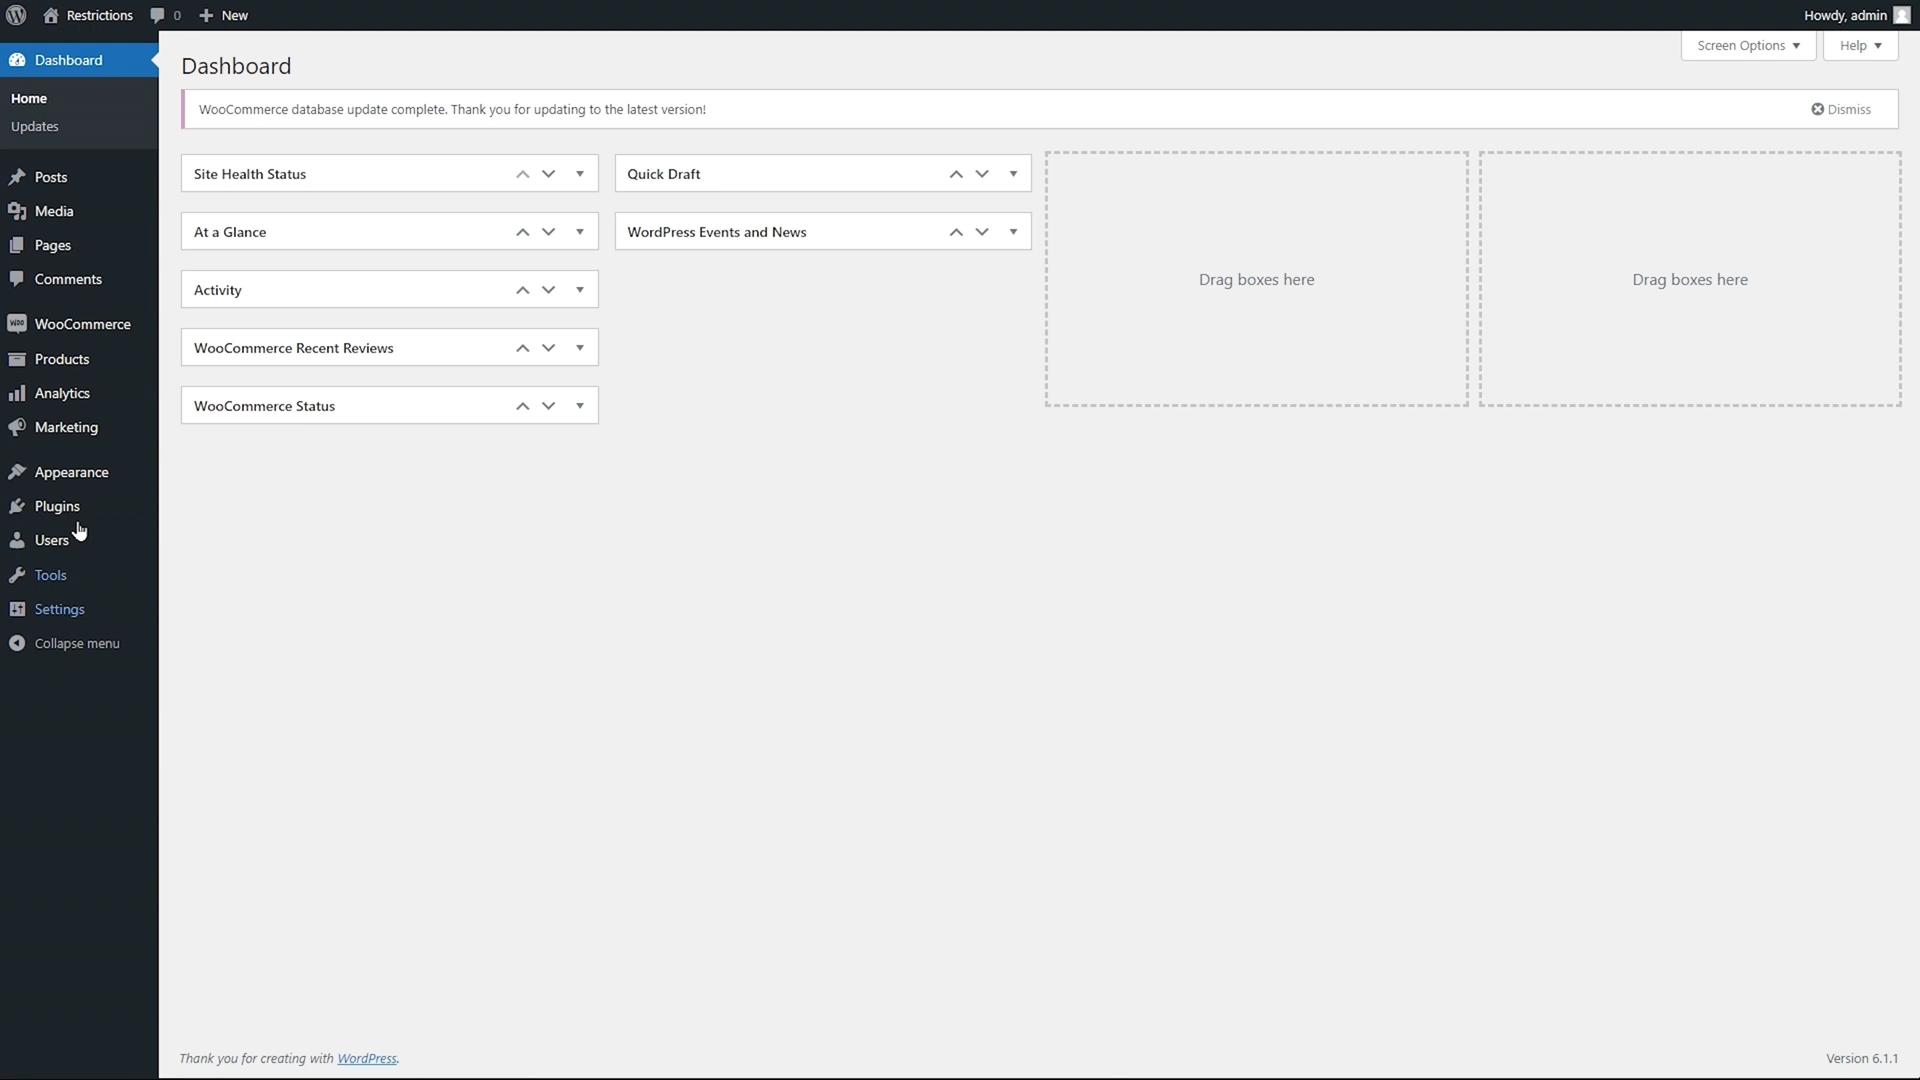 Restrictions 0 New Howdy, admin
Screen Options Help
Dashboard
Home
Updates
Posts
Media
Pages
Comments
WooCommerce
Products
Analytics
Marketing
Appearance
Plugins
Users
Tools
Settings
Collapse menu
Dashboard
WooCommerce database update complete. Thank you for updating to the latest version! Dismiss
Site Health Status
At a Glance
Activity
WooCommerce Recent Reviews
WooCommerce Status
Quick Draft
WordPress Events and News
Drag boxes here
Drag boxes here
Thank you for creating with WordPress.
Version 6.1.1